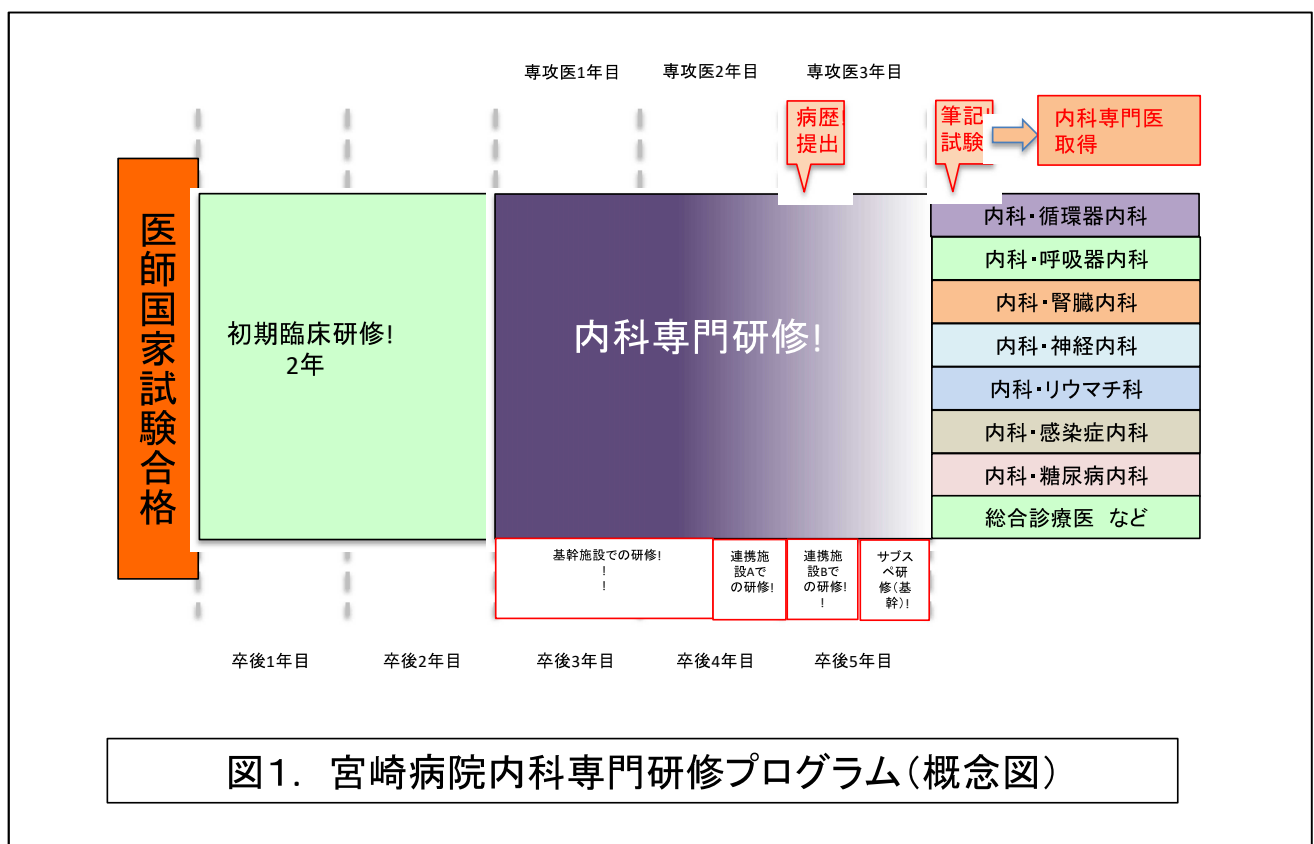 専攻医1年目
専攻医2年目
専攻医3年目
病歴!
提出
筆記!
試験
内科専門医
取得
医師国家試験合格
初期臨床研修!
2年
内科専門研修!
内科・循環器内科
内科・呼吸器内科
内科・腎臓内科
内科・神経内科
内科・リウマチ科
内科・感染症内科
内科・糖尿病内科
総合診療医 など
基幹施設での研修!
!
!
連携施
設Aで
の研修!
連携施
設Bで
の研修!
!
サブス
ペ研
修(基
幹)!
卒後1年目
卒後2年目
卒後3年目
卒後4年目
卒後5年目
図1. 宮崎病院内科専門研修プログラム(概念図)